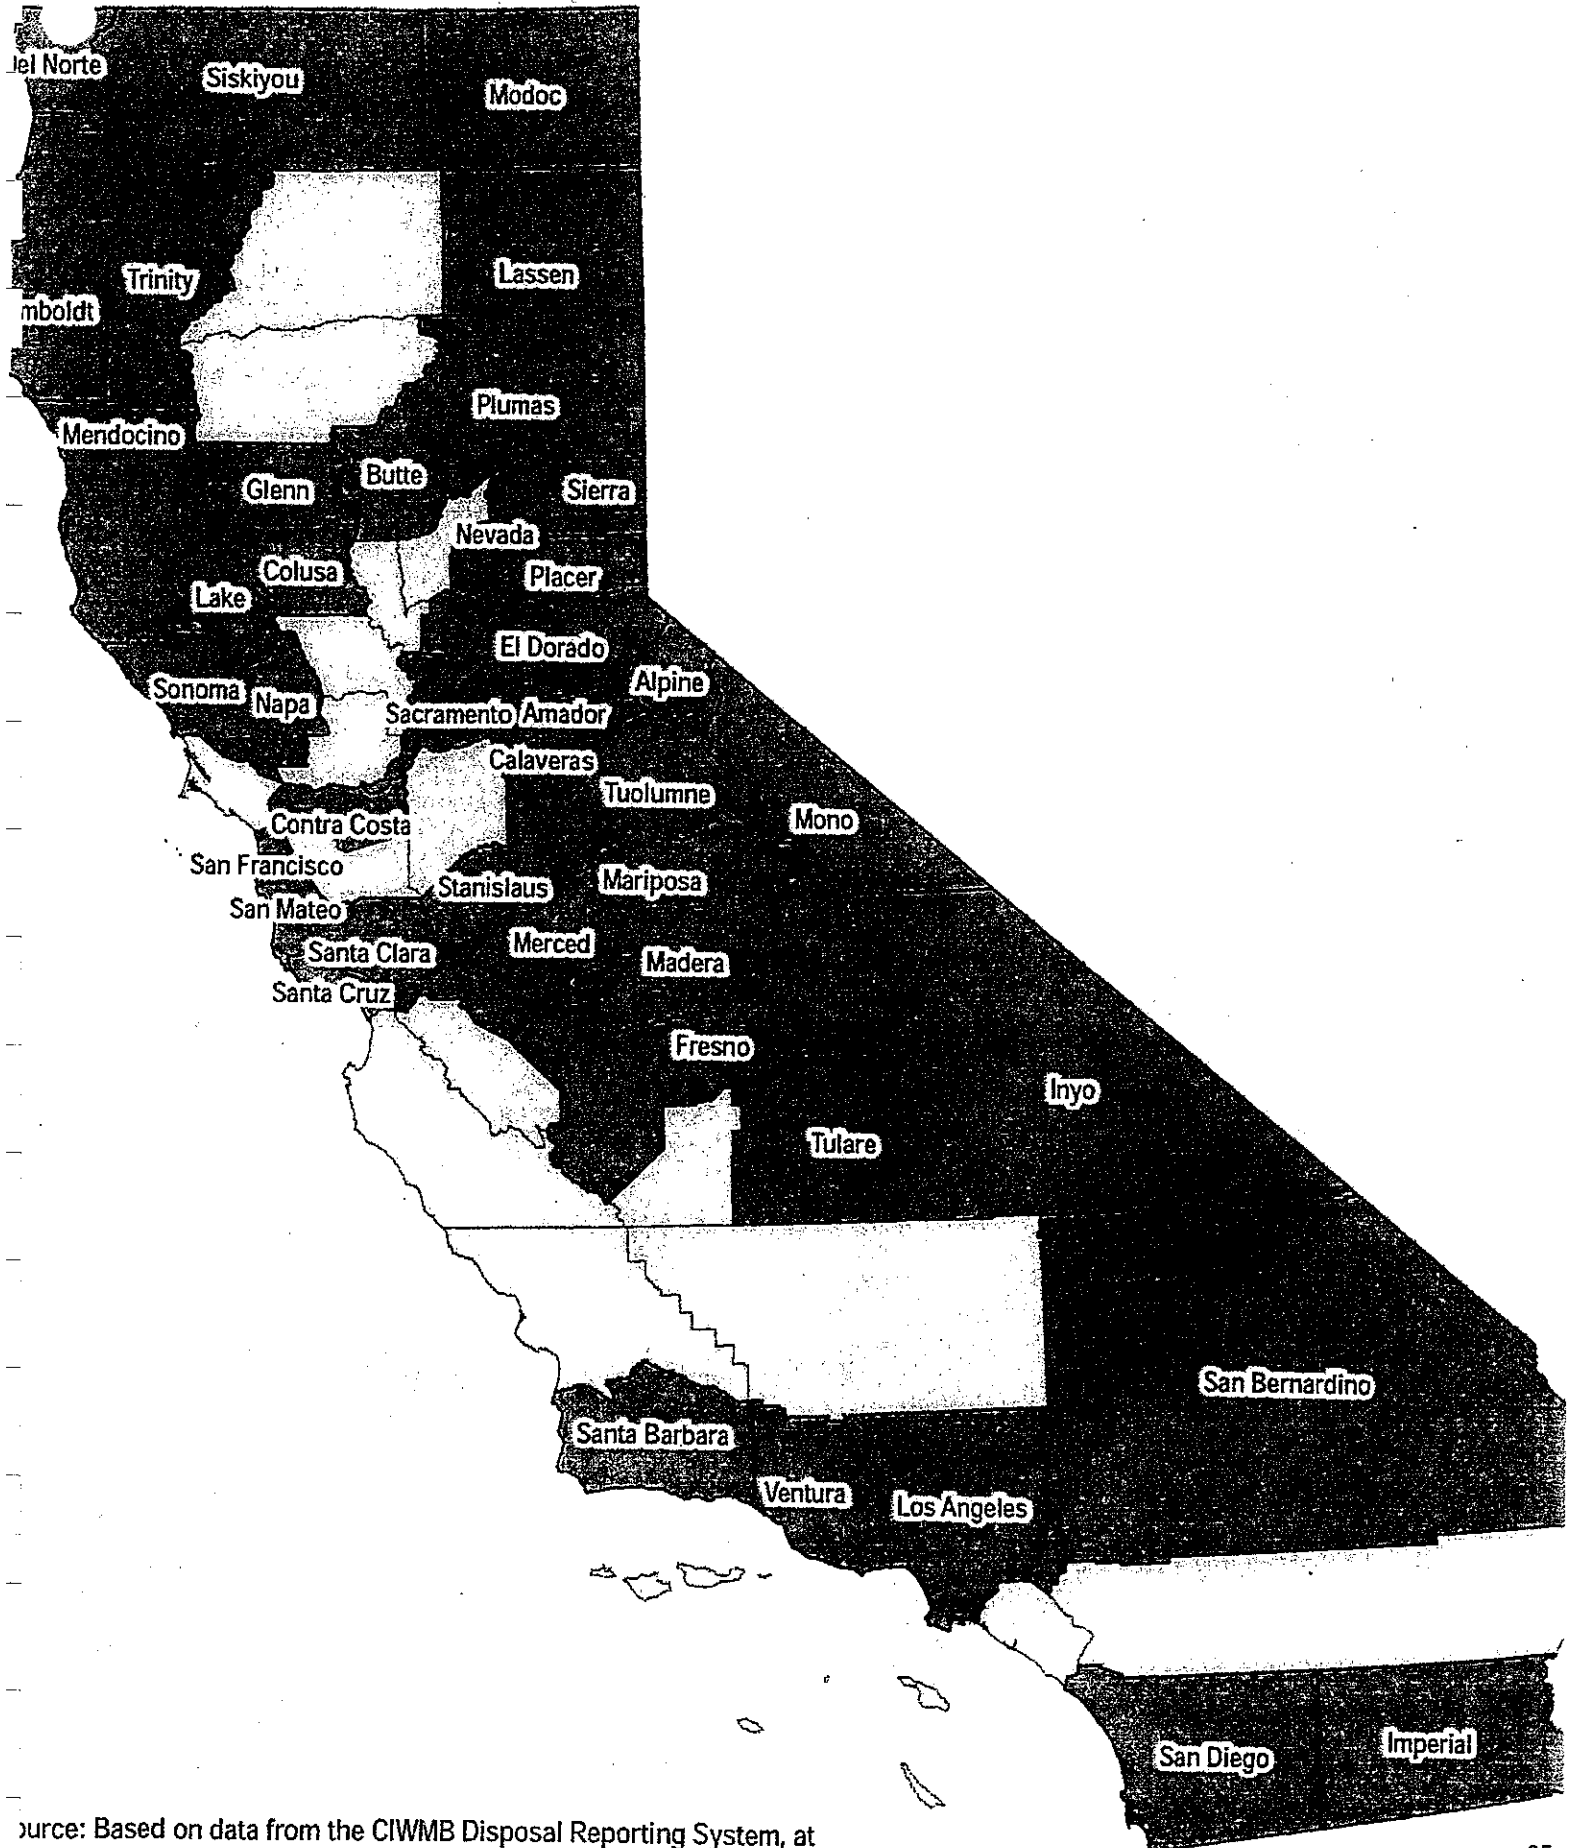 el Norte
Siskiyou
Modoc
Trinity
Lassen
mboldt
Plumas
Mendocino
Butte
Glenn
Sierra
Nevada
Colusa
Placer
Lake
El Dorado
Alpine
Sonoma
Napa
Sacramento
Amador
Calaveras
Tuolumne
Mono
Contra Costa
San Francisco
Stanislaus
Mariposa
San Mateo
Merced
Santa Clara
Madera
Santa Cruz
Fresno
Inyo
Tulare
San Bernardino
Santa Barbara
Ventura
Los Angeles
Imperial
San Diego
ource: Based on data from the CIWMB Disposal Reporting System, at